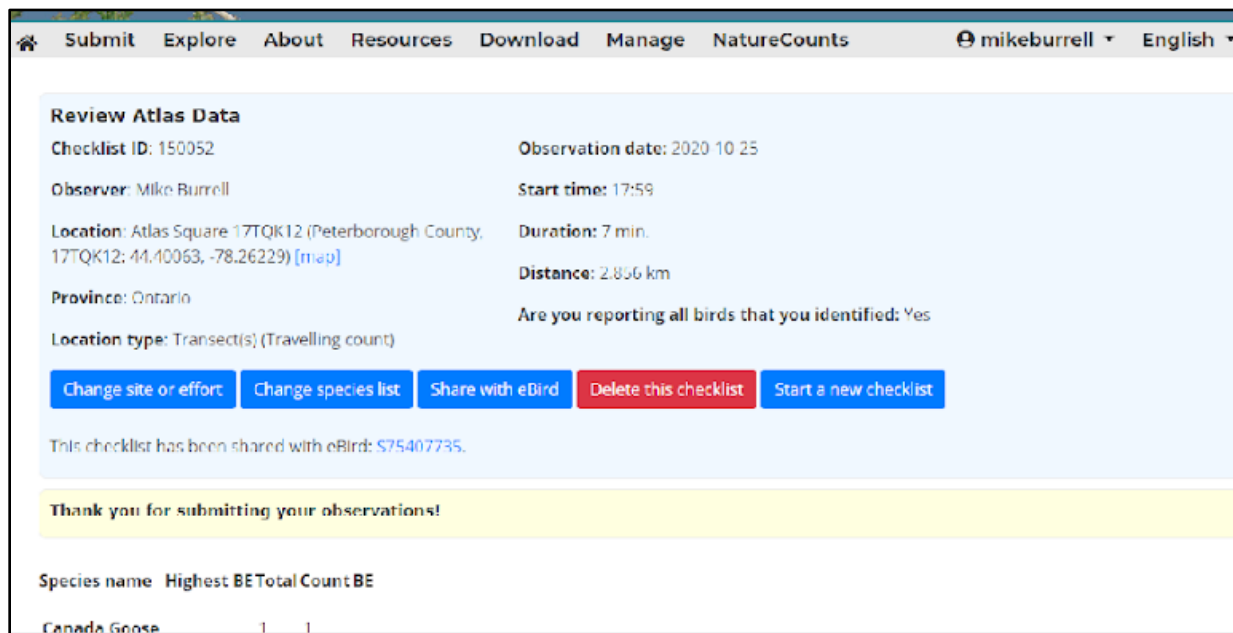 Submit Explore About Resources Download Manage NatureCounts mikeburrell English
Review Atlas Data
Checklist ID: 150052
Observer: Mike Burrell
Location: Atlas Square 17TQK12 (Peterborough County,
17TQK12: 44.40063, -78.26229) [map]
Province: Ontario
Location type: Transect(s) (Travelling count)
Observation date: 2020-10-25
Start time: 17:59
Duration: 7 min.
Distance: 2.856 km
Are you reporting all birds that you identified: Yes
Change site or effort Change species list Share with eBird Delete this checklist Start a new checklist
This checklist has been shared with eBird: S75407735.
Thank you for submitting your observations!
Species name Highest BE Total Count BE
Canada Goose 1 1